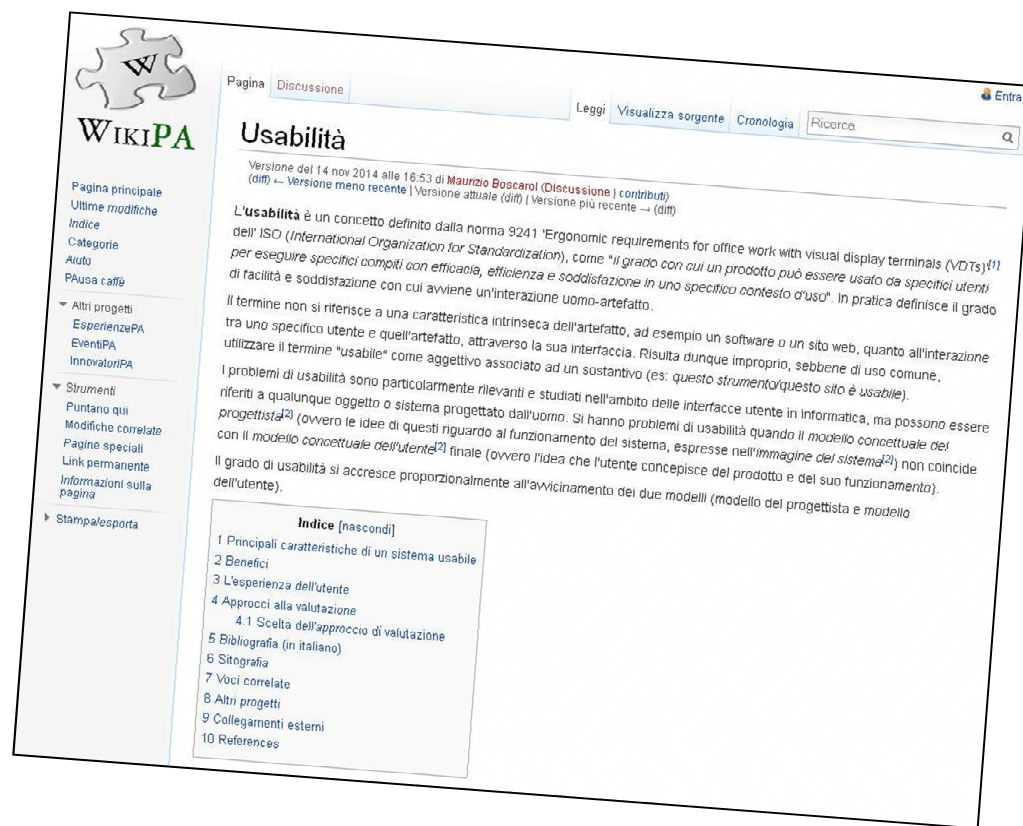 W
WIKIPA
Pagina principale
Ultime modifiche
Indice
Categorie
Aiuto
PAusa caffè
Altri progetti
EsperienzePA
EventiPA
InnovatoriPA
Strumenti
Puntano qui
Modifiche correlate
Pagine speciali
Link permanente
Informazioni sulla
pagina
Stampa/esporta
Entra
Pagina Discussione
Leggi Visualizza sorgente Cronologia Ricerca
Usabilità
Versione del 14 nov 2014 alle 16:53 di Maurizio Boscarol (Discussione | contributi)
(diff) ← Versione meno recente | Versione attuale (diff) | Versione più recente → (diff)
L'usabilità è un concetto definito dalla norma 9241 'Ergonomic requirements for office work with visual display terminals (VDTs)'[1]
dell' ISO (International Organization for Standardization), come "il grado con cui un prodotto può essere usato da specifici utenti
per eseguire specifici compiti con efficacia, efficienza e soddisfazione in uno specifico contesto d'uso". In pratica definisce il grado
di facilità e soddisfazione con cui avviene un'interazione uomo-artefatto.
Il termine non si riferisce a una caratteristica intrinseca dell'artefatto, ad esempio un software o un sito web, quanto all'interazione
tra uno specifico utente e quell'artefatto, attraverso la sua interfaccia. Risulta dunque improprio, sebbene di uso comune,
utilizzare il termine "usabile" come aggettivo associato ad un sostantivo (es: questo strumento/questo sito è usabile).
I problemi di usabilità sono particolarmente rilevanti e studiati nell'ambito delle interfacce utente in informatica, ma possono essere
riferiti a qualunque oggetto o sistema progettato dall'uomo. Si hanno problemi di usabilità quando il modello concettuale del
progettista[2] (ovvero le idee di questi riguardo al funzionamento del sistema, espresse nell'immagine del sistema[2]) non coincide
con il modello concettuale dell'utente[2] finale (ovvero l'idea che l'utente concepisce del prodotto e del suo funzionamento).
Il grado di usabilità si accresce proporzionalmente all'avvicinamento dei due modelli (modello del progettista e modello
dell'utente).
Indice [nascondi]
1 Principali caratteristiche di un sistema usabile
2 Benefici
3 L'esperienza dell'utente
4 Approcci alla valutazione
4.1 Scelta dell'approccio di valutazione
5 Bibliografia (in italiano)
6 Sitografia
7 Voci correlate
8 Altri progetti
9 Collegamenti esterni
10 References